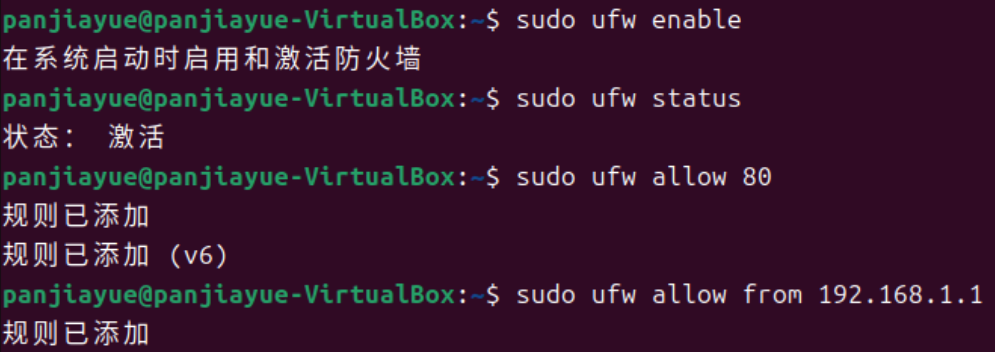 panjiayue@panjiayue-VirtualBox:~$ sudo ufw enable
在系统启动时启用和激活防火墙
panjiayue@panjiayue-VirtualBox:~$ sudo ufw status
状态： 激活
panjiayue@panjiayue-VirtualBox:~$ sudo ufw allow 80
规则已添加
规则已添加 (v6)
panjiayue@panjiayue-VirtualBox:~$ sudo ufw allow from 192.168.1.1
规则已添加